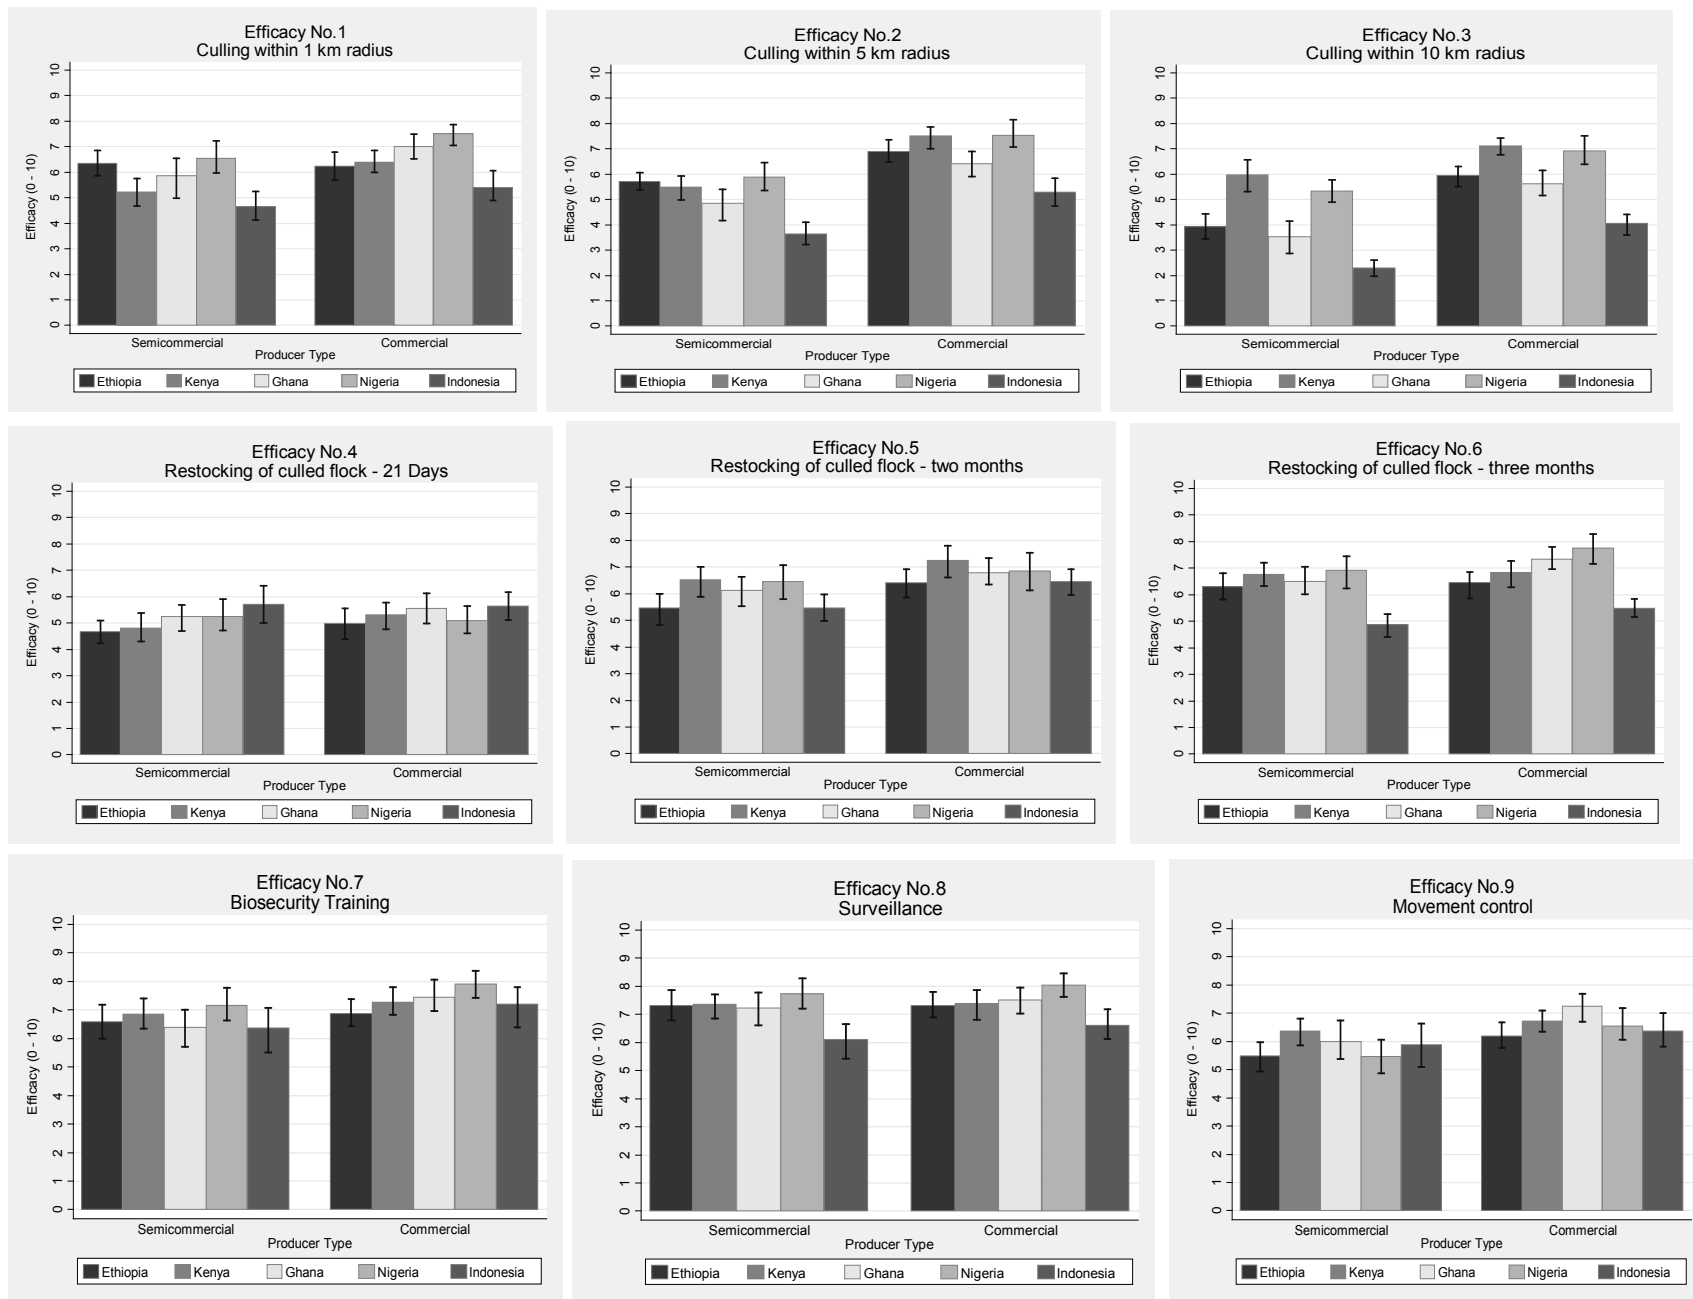 Efficacy No.1
Culling within 1 km radius
Efficacy (0 - 10)
0 1 2 3 4 5 6 7 8 9 10
Semicommercial Commercial
Producer Type
Ethiopia Kenya Ghana Nigeria Indonesia
Efficacy No.2
Culling within 5 km radius
Efficacy (0 - 10)
0 1 2 3 4 5 6 7 8 9 10
Semicommercial Commercial
Producer Type
Ethiopia Kenya Ghana Nigeria Indonesia
Efficacy No.3
Culling within 10 km radius
Efficacy (0 - 10)
0 1 2 3 4 5 6 7 8 9 10
Semicommercial Commercial
Producer Type
Ethiopia Kenya Ghana Nigeria Indonesia
Efficacy No.4
Restocking of culled flock - 21 Days
Efficacy (0 - 10)
0 1 2 3 4 5 6 7 8 9 10
Semicommercial Commercial
Producer Type
Ethiopia Kenya Ghana Nigeria Indonesia
Efficacy No.5
Restocking of culled flock - two months
Efficacy (0 - 10)
0 1 2 3 4 5 6 7 8 9 10
Semicommercial Commercial
Producer Type
Ethiopia Kenya Ghana Nigeria Indonesia
Efficacy No.6
Restocking of culled flock - three months
Efficacy (0 - 10)
0 1 2 3 4 5 6 7 8 9 10
Semicommercial Commercial
Producer Type
Ethiopia Kenya Ghana Nigeria Indonesia
Efficacy No.7
Biosecurity Training
Efficacy (0 - 10)
0 1 2 3 4 5 6 7 8 9 10
Semicommercial Commercial
Producer Type
Ethiopia Kenya Ghana Nigeria Indonesia
Efficacy No.8
Surveillance
Efficacy (0 - 10)
0 1 2 3 4 5 6 7 8 9 10
Semicommercial Commercial
Producer Type
Ethiopia Kenya Ghana Nigeria Indonesia
Efficacy No.9
Movement control
Efficacy (0 - 10)
0 1 2 3 4 5 6 7 8 9 10
Semicommercial Commercial
Producer Type
Ethiopia Kenya Ghana Nigeria Indonesia